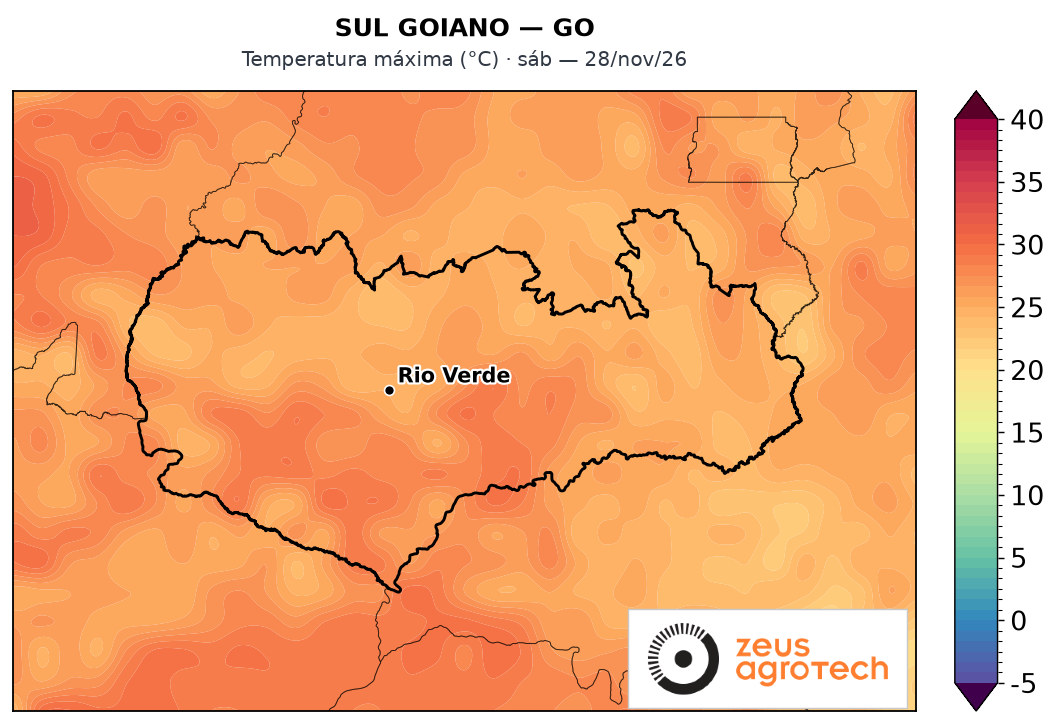 SUL GOIANO — GO
Temperatura máxima (°C) · sáb — 28/nov/26
40
35
30
25
20
15
10
5
0
-5
Rio Verde
zeus
agrotech